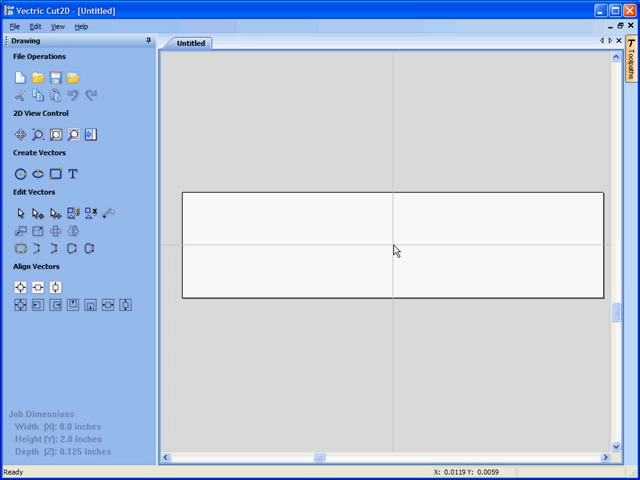 Vectric Cut2D - [Untitled]
File Edit View Help
Drawing
Untitled
Toolpaths
File Operations
2D View Control
Create Vectors
T
Edit Vectors
Align Vectors
Job Dimensions
Width (X): 8.0 inches
Height (Y): 2.0 inches
Depth (Z): 0.125 inches
Ready
X: 0.0119 Y: 0.0059